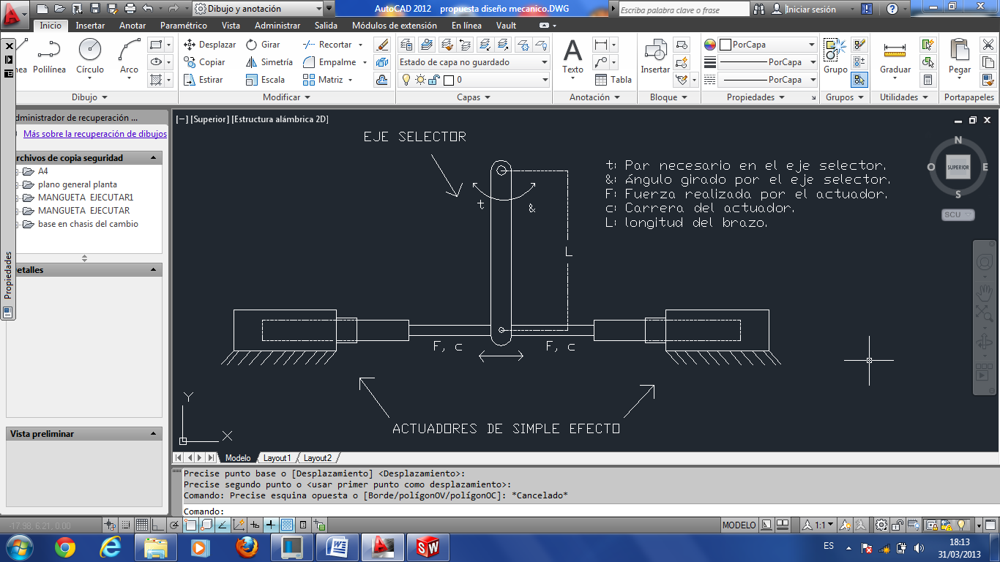 Dibujo y anotación
AutoCAD 2012 propuesta diseño mecanico.DWG
Escriba palabra clave o frase
Iniciar sesión
Inicio Insertar Anotar Paramétrico Vista Administrar Salida Módulos de extensión En línea Vault
Polilínea Círculo Arco
Desplazar Girar Recortar
Copiar Simetría Empalme
Estirar Escala Matriz
Estado de capa no guardado
0
Texto
Tabla
Insertar
PorCapa
PorCapa
PorCapa
Grupo
Graduar
Pegar
Dibujo Modificar Capas Anotación Bloque Propiedades Grupos Utilidades Portapapeles
dministrador de recuperación ...
Más sobre la recuperación de dibujos
rchivos de copia seguridad
A4
plano general planta
MANGUETA EJECUTAR1
MANGUETA EJECUTAR
base en chasis del cambio
Propiedades
etalles
Vista preliminar
[−] [Superior] [Estructura alámbrica 2D]
EJE SELECTOR
t: Par necesario en el eje selector.
&: Ángulo girado por el eje selector.
F: Fuerza realizada por el actuador.
c: Carrera del actuador.
L: longitud del brazo.
t
&
L
F, c
F, c
ACTUADORES DE SIMPLE EFECTO
Y
X
N
O SUPERIOR E
S
SCU
Modelo Layout1 Layout2
Precise punto base o [Desplazamiento] <Desplazamiento>:
Precise segundo punto o <usar primer punto como desplazamiento>:
Comando: Precise esquina opuesta o [Borde/polígonOV/polígonOC]: *Cancelado*
Comando:
-17.98, 6.21, 0.00
MODELO
1:1
ES
18:13
31/03/2013